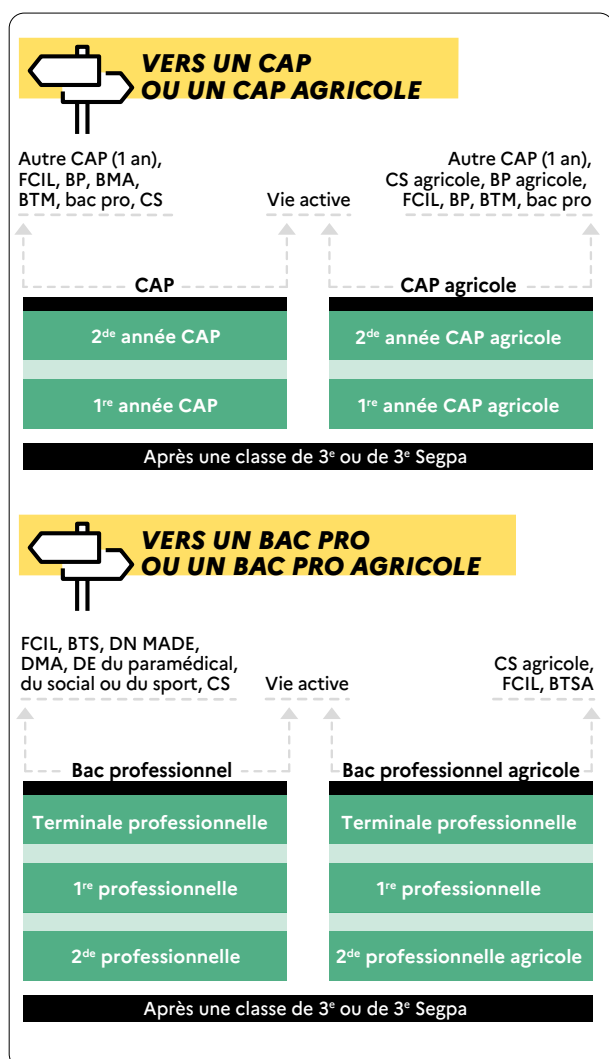 VERS UN CAP
OU UN CAP AGRICOLE
Autre CAP (1 an),
FCIL, BP, BMA,
BTM, bac pro, CS
Vie active
Autre CAP (1 an),
CS agricole, BP agricole,
FCIL, BP, BTM, bac pro
CAP
2de année CAP
1re année CAP
CAP agricole
2de année CAP agricole
1re année CAP agricole
Après une classe de 3e ou de 3e Segpa
VERS UN BAC PRO
OU UN BAC PRO AGRICOLE
FCIL, BTS, DN MADE,
DMA, DE du paramédical,
du social ou du sport, CS
Vie active
CS agricole,
FCIL, BTSA
Bac professionnel
Terminale professionnelle
1re professionnelle
2de professionnelle
Bac professionnel agricole
Terminale professionnelle
1re professionnelle
2de professionnelle agricole
Après une classe de 3e ou de 3e Segpa